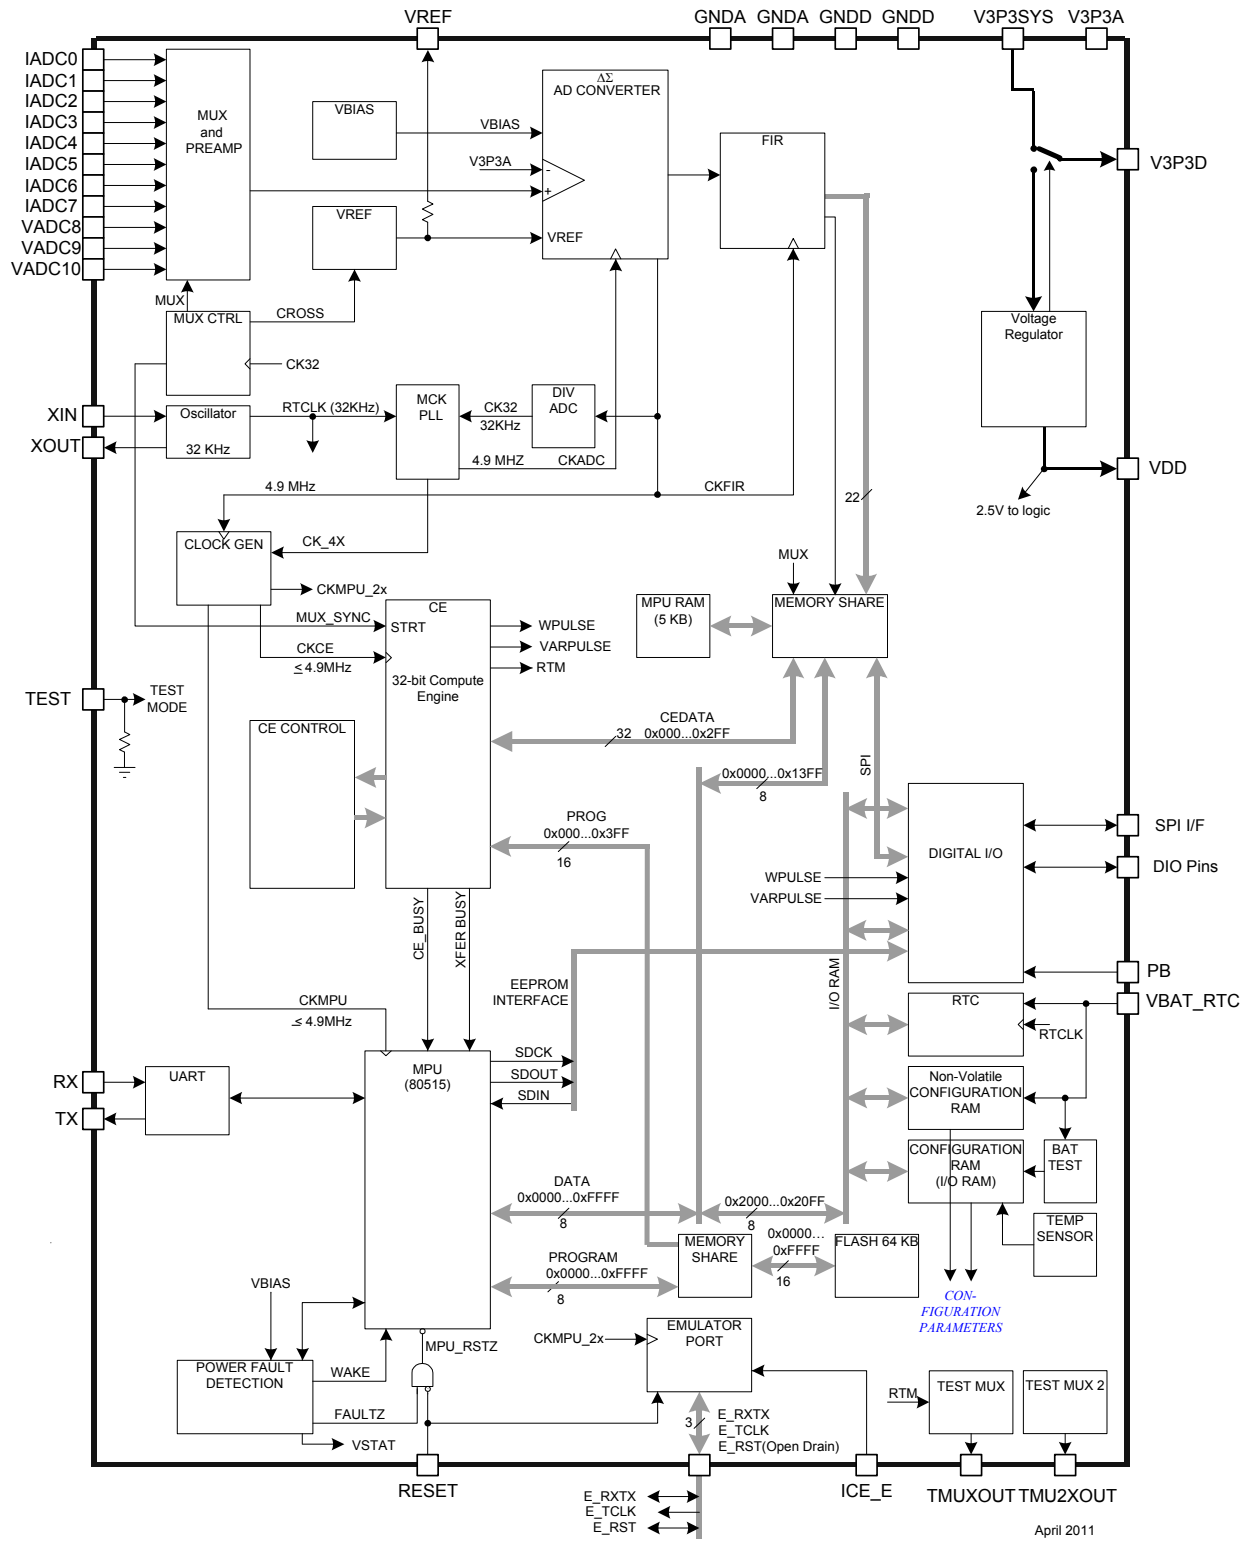 VREF
GNDA
GNDA
GNDD
GNDD
V3P3SYS
V3P3A
IADC0
IADC1
IADC2
IADC3
IADC4
IADC5
IADC6
IADC7
VADC8
VADC9
VADC10
MUX
and
PREAMP
VBIAS
VBIAS
V3P3A
-
+
ΔΣ
AD CONVERTER
VREF
VREF
FIR
V3P3D
MUX
MUX CTRL
CROSS
CK32
Voltage
Regulator
XIN
XOUT
Oscillator
32 KHz
RTCLK (32KHz)
MCK
PLL
CK32
32KHz
DIV
ADC
4.9 MHZ
CKADC
4.9 MHz
CKFIR
22
VDD
2.5V to logic
CLOCK GEN
CK_4X
CKMPU_2x
MUX
MPU RAM
(5 KB)
MEMORY SHARE
MUX_SYNC
CE
STRT
WPULSE
VARPULSE
RTM
CKCE
≤ 4.9MHz
32-bit Compute
Engine
TEST
TEST
MODE
CE CONTROL
CEDATA
32 0x000...0x2FF
0x0000...0x13FF
8
SPI
PROG
0x000...0x3FF
16
DIGITAL I/O
SPI I/F
DIO Pins
WPULSE
VARPULSE
CE_BUSY
XFER BUSY
I/O RAM
EEPROM
INTERFACE
PB
VBAT_RTC
CKMPU
≤ 4.9MHz
RTC
RTCLK
RX
TX
UART
MPU
(80515)
SDCK
SDOUT
SDIN
Non-Volatile
CONFIGURATION
RAM
CONFIGURATION
RAM
(I/O RAM)
BAT
TEST
TEMP
SENSOR
DATA
0x0000...0xFFFF
8
0x2000...0x20FF
8
MEMORY
SHARE
0x0000...
0xFFFF
16
FLASH 64 KB
PROGRAM
0x0000...0xFFFF
8
VBIAS
CON-
FIGURATION
PARAMETERS
MPU_RSTZ
CKMPU_2x
EMULATOR
PORT
POWER FAULT
DETECTION
WAKE
FAULTZ
VSTAT
3
E_RXTX
E_TCLK
E_RST(Open Drain)
RTM
TEST MUX
TEST MUX 2
RESET
ICE_E
TMUXOUT
TMU2XOUT
E_RXTX
E_TCLK
E_RST
April 2011